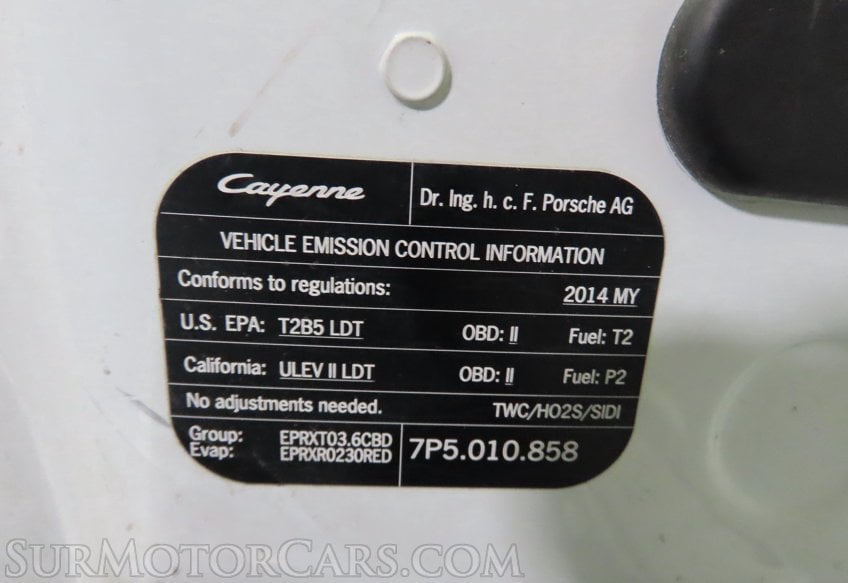 Cayenne Dr. Ing. h. c. F. Porsche AG
VEHICLE EMISSION CONTROL INFORMATION
Conforms to regulations: 2014 MY
U.S. EPA: T2B5 LDT OBD: II Fuel: T2
California: ULEV II LDT OBD: II Fuel: P2
No adjustments needed. TWC/HO2S/SIDI
Group: EPRXT03.6CBD
Evap: EPRXR0230RED
7P5.010.858
SURMOTORCARS.COM